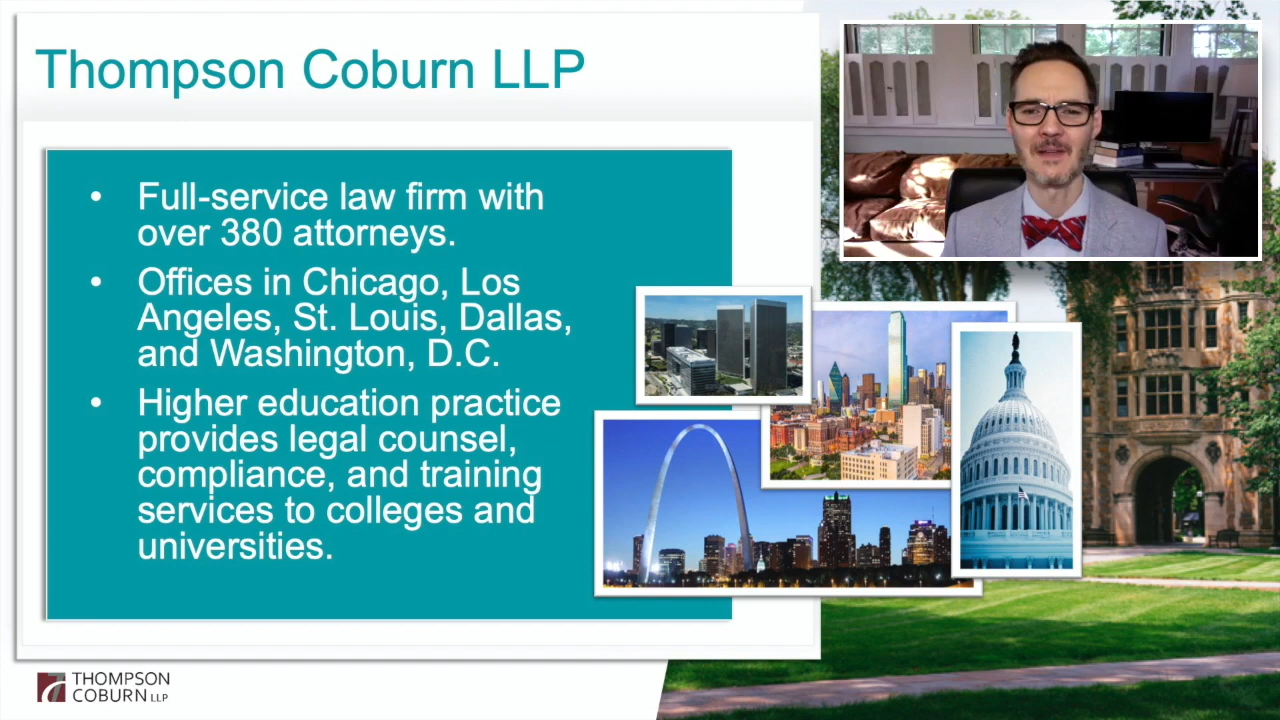 Thompson Coburn LLP
• Full-service law firm with
over 380 attorneys.
• Offices in Chicago, Los
Angeles, St. Louis, Dallas,
and Washington, D.C.
• Higher education practice
provides legal counsel,
compliance, and training
services to colleges and
universities.
THOMPSON
COBURN LLP